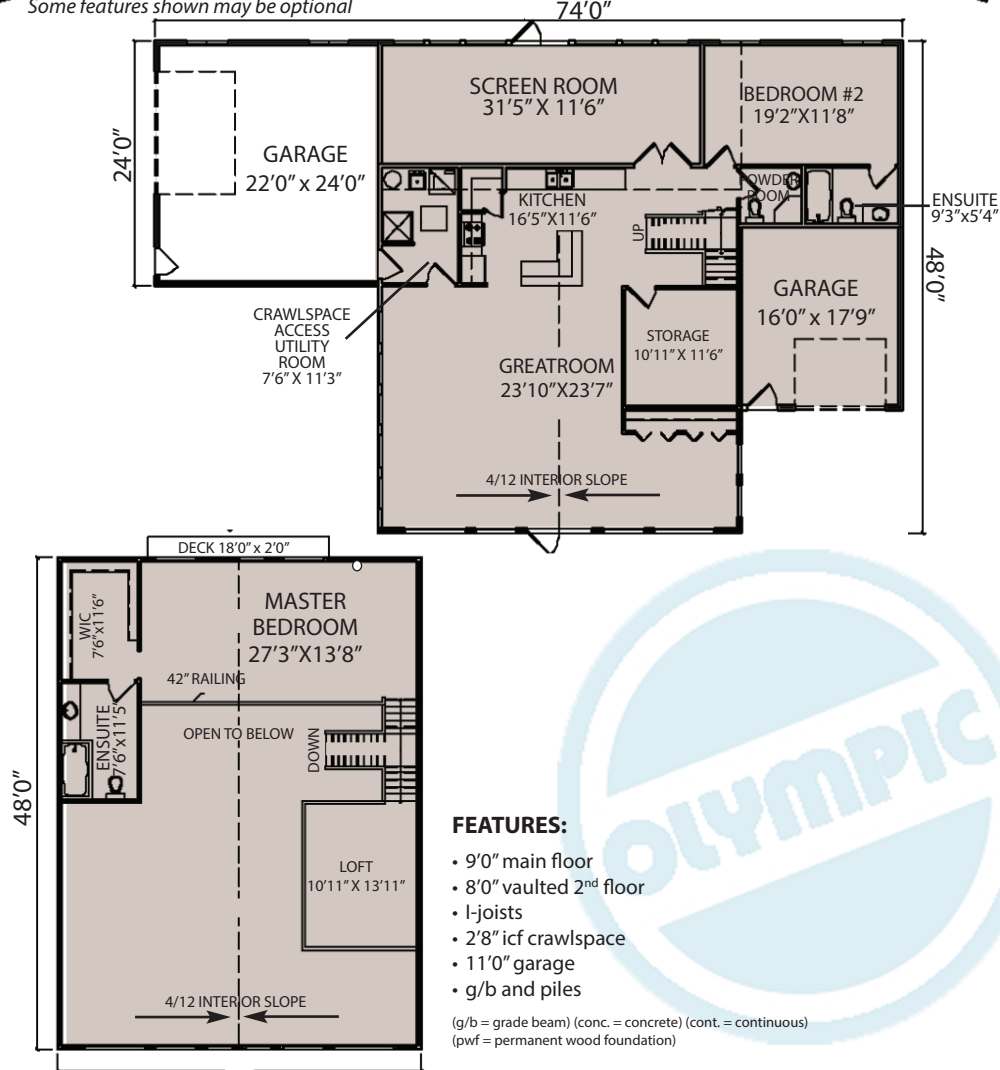 Some features shown may be optional
74'0"
24'0"
GARAGE
22'0" x 24'0"
SCREEN ROOM
31'5" X 11'6"
BEDROOM #2
19'2"X11'8"
KITCHEN
16'5"X11'6"
POWDER
ROOM
ENSUITE
9'3"x5'4"
UP
48'0"
CRAWLSPACE
ACCESS
UTILITY
ROOM
7'6" X 11'3"
GREATROOM
23'10"X23'7"
STORAGE
10'11" X 11'6"
GARAGE
16'0" x 17'9"
4/12 INTERIOR SLOPE
DECK 18'0" x 2'0"
WIC
7'6"x11'6"
MASTER
BEDROOM
27'3"X13'8"
42" RAILING
ENSUITE
7'6"x11'5"
OPEN TO BELOW
DOWN
48'0"
LOFT
10'11" X 13'11"
4/12 INTERIOR SLOPE
FEATURES:
• 9'0" main floor
• 8'0" vaulted 2nd floor
• I-joists
• 2'8" icf crawlspace
• 11'0" garage
• g/b and piles
(g/b = grade beam) (conc. = concrete) (cont. = continuous)
(pwf = permanent wood foundation)
OLYMPIC